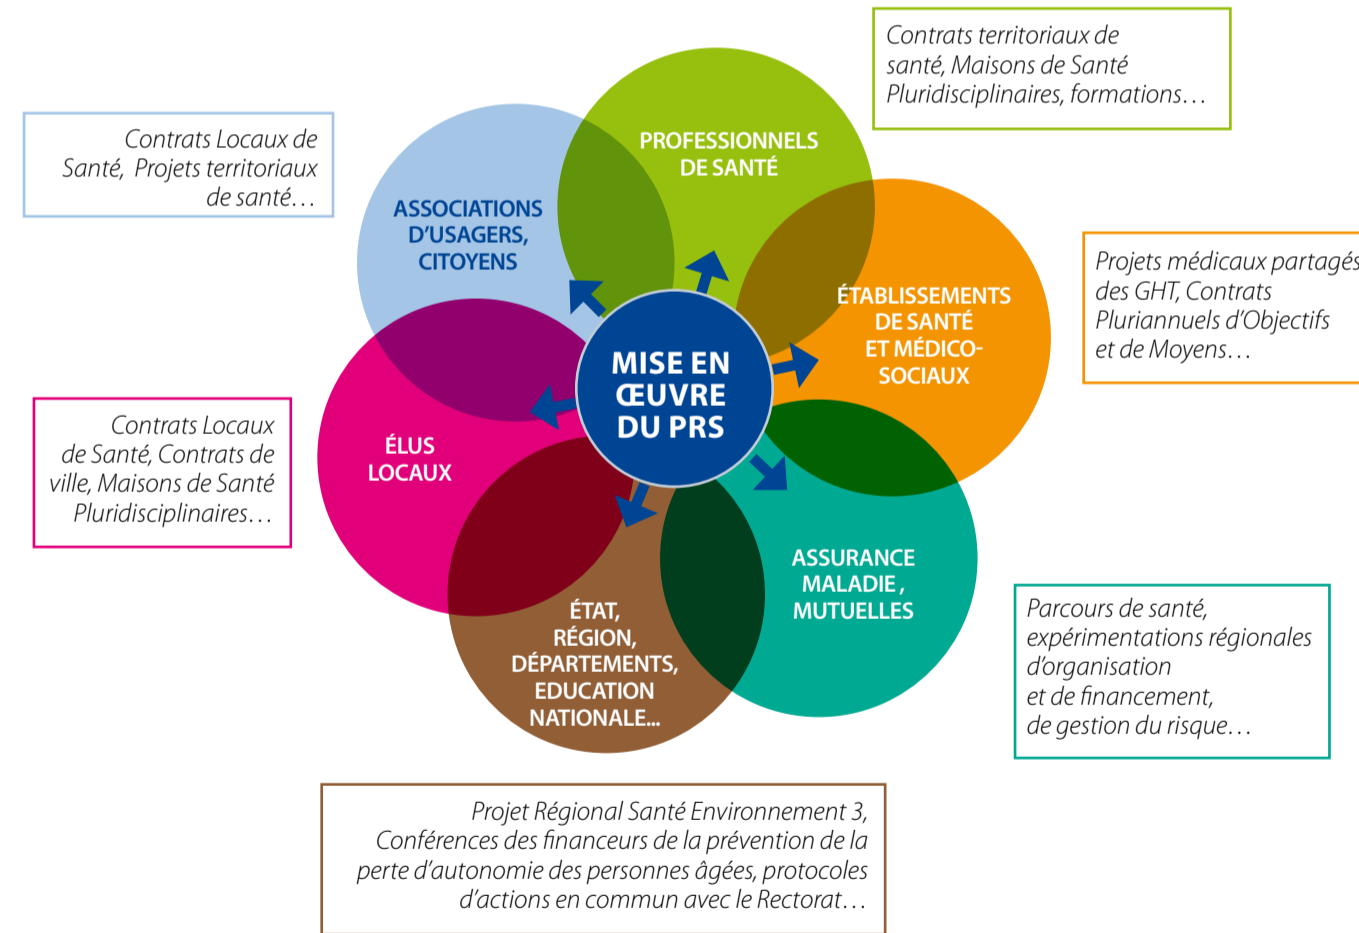 Contrats territoriaux de
santé, Maisons de Santé
Pluridisciplinaires, formations…
Contrats Locaux de
Santé, Projets territoriaux
de santé…
PROFESSIONNELS
DE SANTÉ
ASSOCIATIONS
D'USAGERS,
CITOYENS
Projets médicaux partagés
des GHT, Contrats
Pluriannuels d'Objectifs
et de Moyens…
ÉTABLISSEMENTS
DE SANTÉ
ET MÉDICO-
SOCIAUX
MISE EN
ŒUVRE
DU PRS
Contrats Locaux
de Santé, Contrats de
ville, Maisons de Santé
Pluridisciplinaires…
ÉLUS
LOCAUX
ASSURANCE
MALADIE ,
MUTUELLES
ÉTAT,
RÉGION,
DÉPARTEMENTS,
EDUCATION
NATIONALE...
Parcours de santé,
expérimentations régionales
d'organisation
et de financement,
de gestion du risque…
Projet Régional Santé Environnement 3,
Conférences des financeurs de la prévention de la
perte d'autonomie des personnes âgées, protocoles
d'actions en commun avec le Rectorat…